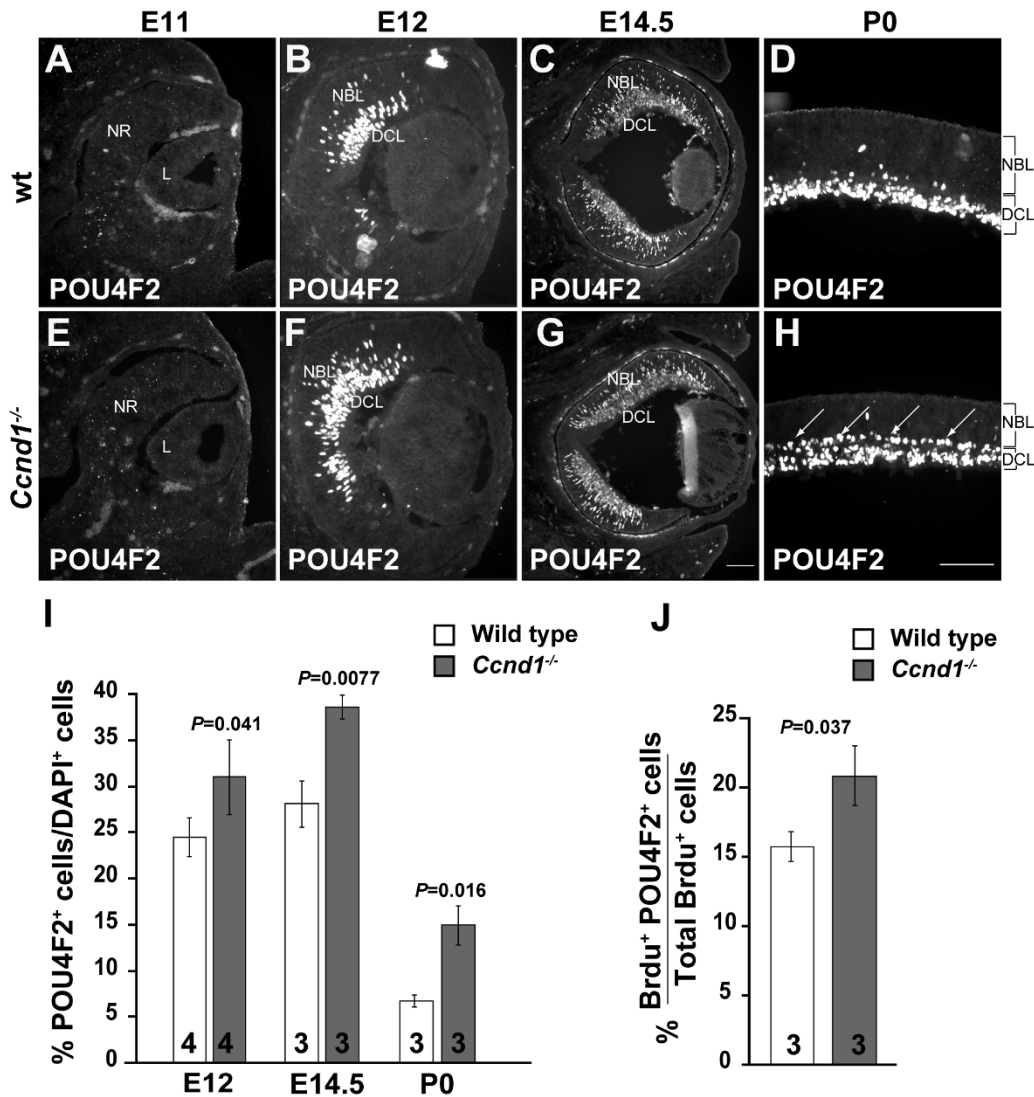 E11 E12 E14.5 P0
wt
A
NR
L
POU4F2
B
NBL
DCL
POU4F2
C
NBL
DCL
POU4F2
D
NBL
DCL
POU4F2
Ccnd1-/-
E
NR
L
POU4F2
F
NBL
DCL
POU4F2
G
NBL
DCL
POU4F2
H
NBL
DCL
POU4F2
I
Wild type
Ccnd1-/-
% POU4F2+ cells/DAPI+ cells
40
35
30
25
20
15
10
5
0
P=0.041
P=0.0077
P=0.016
4 4 3 3 3 3
E12 E14.5 P0
J
Wild type
Ccnd1-/-
% Brdu+ POU4F2+ cells
Total Brdu+ cells
25
20
15
10
5
0
P=0.037
3 3